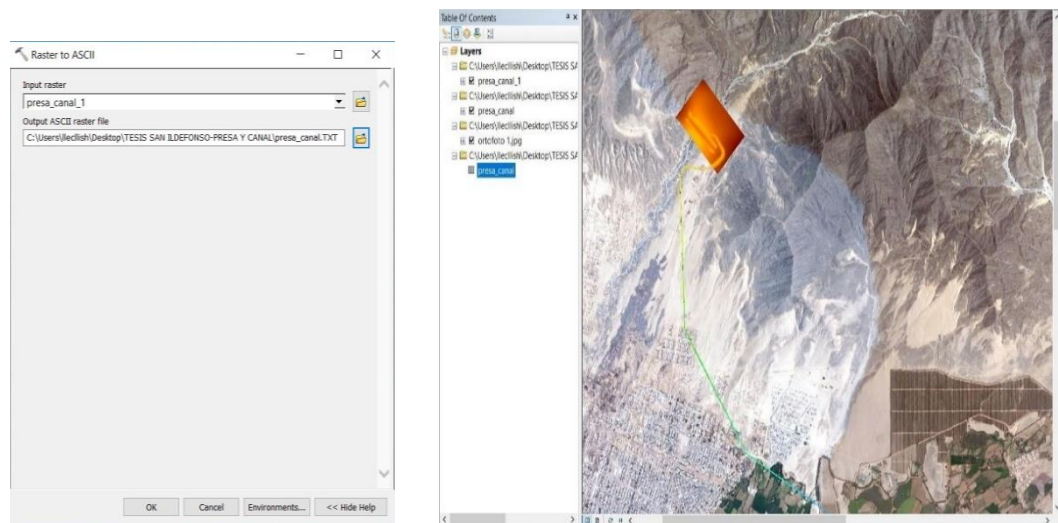 Raster to ASCII
Input raster
presa_canal_1
Output ASCII raster file
C:\Users\llecllish\Desktop\TESIS SAN ILDEFONSO-PRESA Y CANAL\presa_canal.TXT
OK
Cancel
Environments...
<< Hide Help
Table Of Contents
Layers
C:\Users\llecllish\Desktop\TESIS SA
presa_canal_1
C:\Users\llecllish\Desktop\TESIS SA
presa_canal
C:\Users\llecllish\Desktop\TESIS SA
ortofoto 1.jpg
C:\Users\llecllish\Desktop\TESIS SA
presa_canal